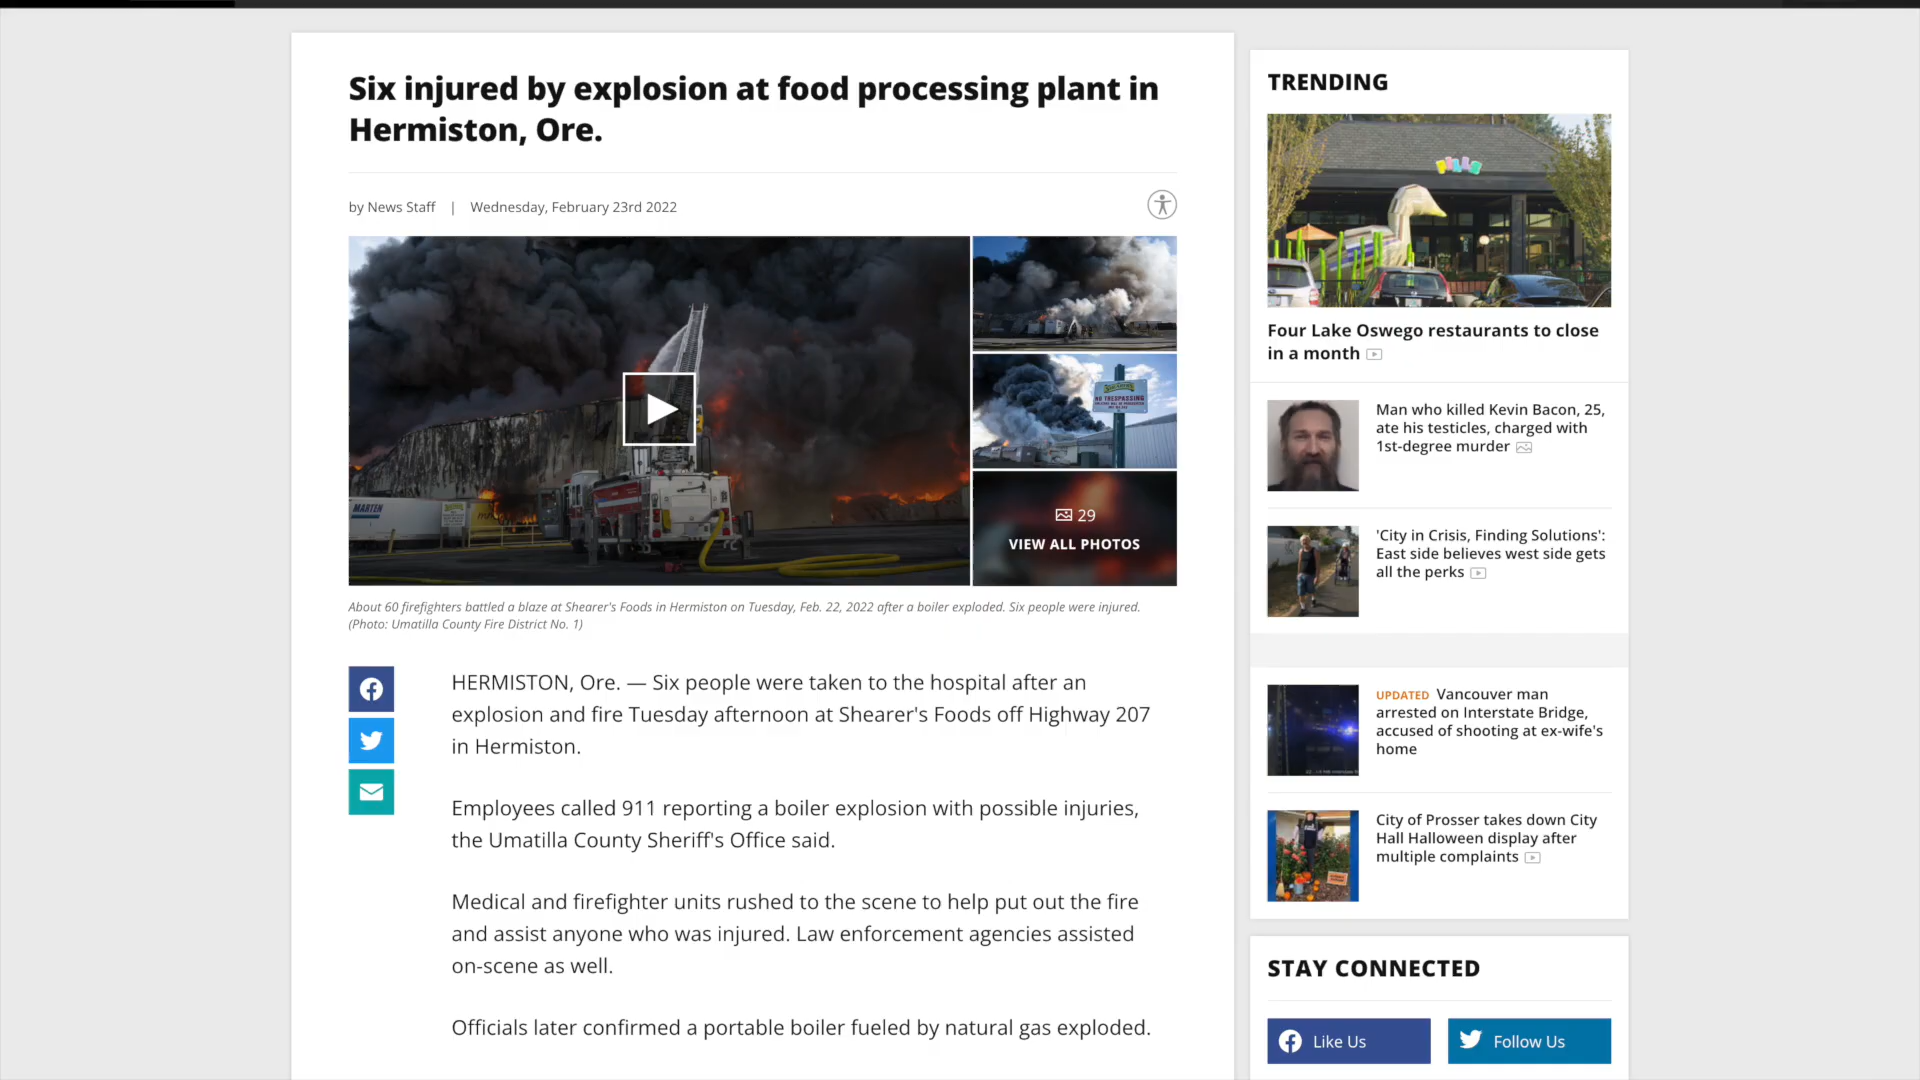 Six injured by explosion at food processing plant in
Hermiston, Ore.
by News Staff | Wednesday, February 23rd 2022
MARTEN
NO TRESPASSING
29
VIEW ALL PHOTOS
About 60 firefighters battled a blaze at Shearer's Foods in Hermiston on Tuesday, Feb. 22, 2022 after a boiler exploded. Six people were injured.
(Photo: Umatilla County Fire District No. 1)
HERMISTON, Ore. — Six people were taken to the hospital after an
explosion and fire Tuesday afternoon at Shearer's Foods off Highway 207
in Hermiston.
Employees called 911 reporting a boiler explosion with possible injuries,
the Umatilla County Sheriff's Office said.
Medical and firefighter units rushed to the scene to help put out the fire
and assist anyone who was injured. Law enforcement agencies assisted
on-scene as well.
Officials later confirmed a portable boiler fueled by natural gas exploded.
TRENDING
Four Lake Oswego restaurants to close
in a month
Man who killed Kevin Bacon, 25,
ate his testicles, charged with
1st-degree murder
'City in Crisis, Finding Solutions':
East side believes west side gets
all the perks
UPDATED Vancouver man
arrested on Interstate Bridge,
accused of shooting at ex-wife's
home
City of Prosser takes down City
Hall Halloween display after
multiple complaints
STAY CONNECTED
Like Us
Follow Us